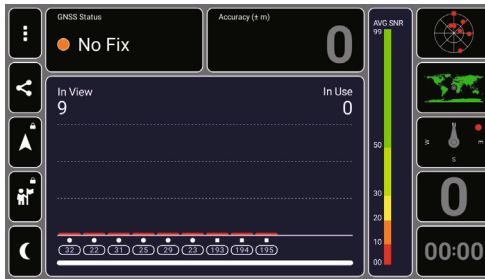 GNSS Status
No Fix
Accuracy (± m)
0
AVG SNR
99
50
30
20
10
00
In View
9
In Use
0
32 22 31 25 29 23 193 194 195
S
0
00:00